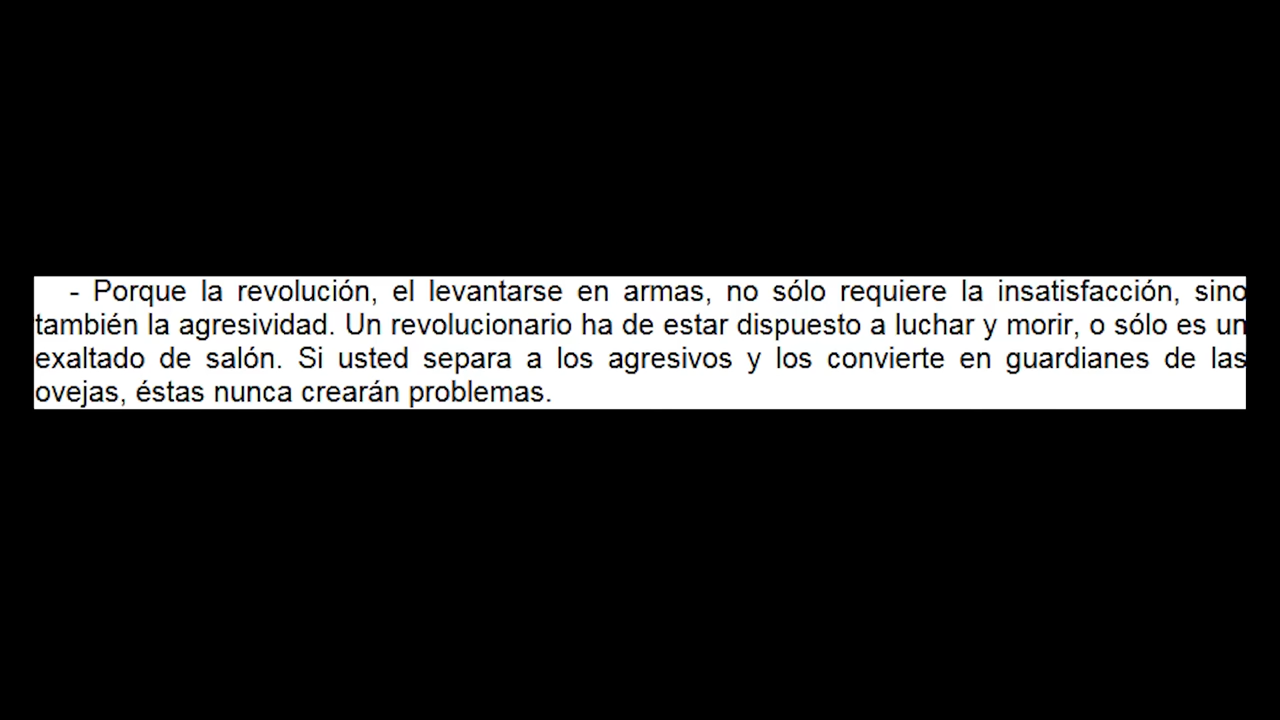 - Porque la revolución, el levantarse en armas, no sólo requiere la insatisfacción, sino
también la agresividad. Un revolucionario ha de estar dispuesto a luchar y morir, o sólo es un
exaltado de salón. Si usted separa a los agresivos y los convierte en guardianes de las
ovejas, éstas nunca crearán problemas.